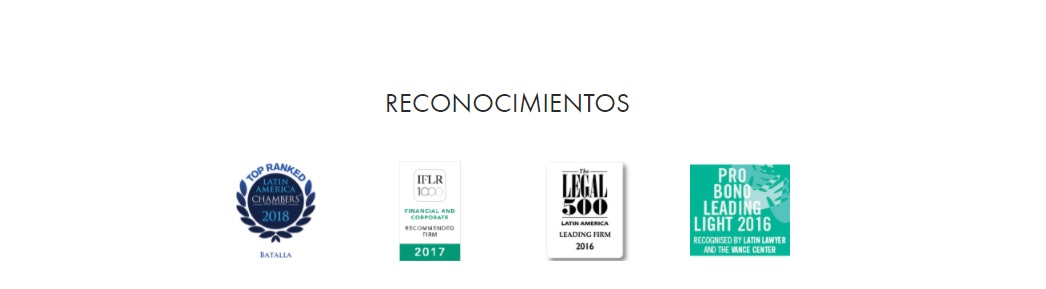 RECONOCIMIENTOS
TOP RANKED
LATIN
AMERICA
CHAMBERS
2018
BATALLA
IFLR
1000
FINANCIAL AND
CORPORATE
RECOMMENDED
FIRM
2017
The
LEGAL
500
LATIN AMERICA
LEADING FIRM
2016
PRO
BONO
LEADING
LIGHT 2016
RECOGNISED BY LATIN LAWYER
AND THE VANCE CENTER